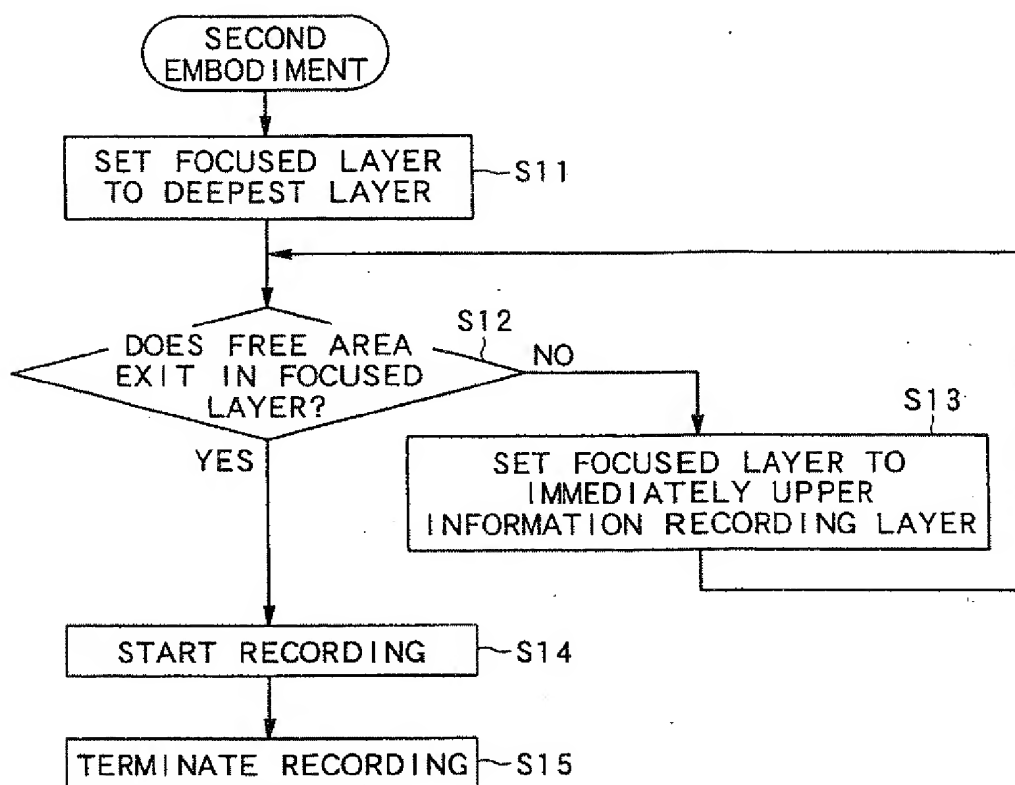 SECOND
EMBODIMENT
SET FOCUSED LAYER
TO DEEPEST LAYER
S11
S12
DOES FREE AREA
EXIT IN FOCUSED
LAYER?
NO
YES
S13
SET FOCUSED LAYER TO
IMMEDIATELY UPPER
INFORMATION RECORDING LAYER
START RECORDING
S14
TERMINATE RECORDING
S15